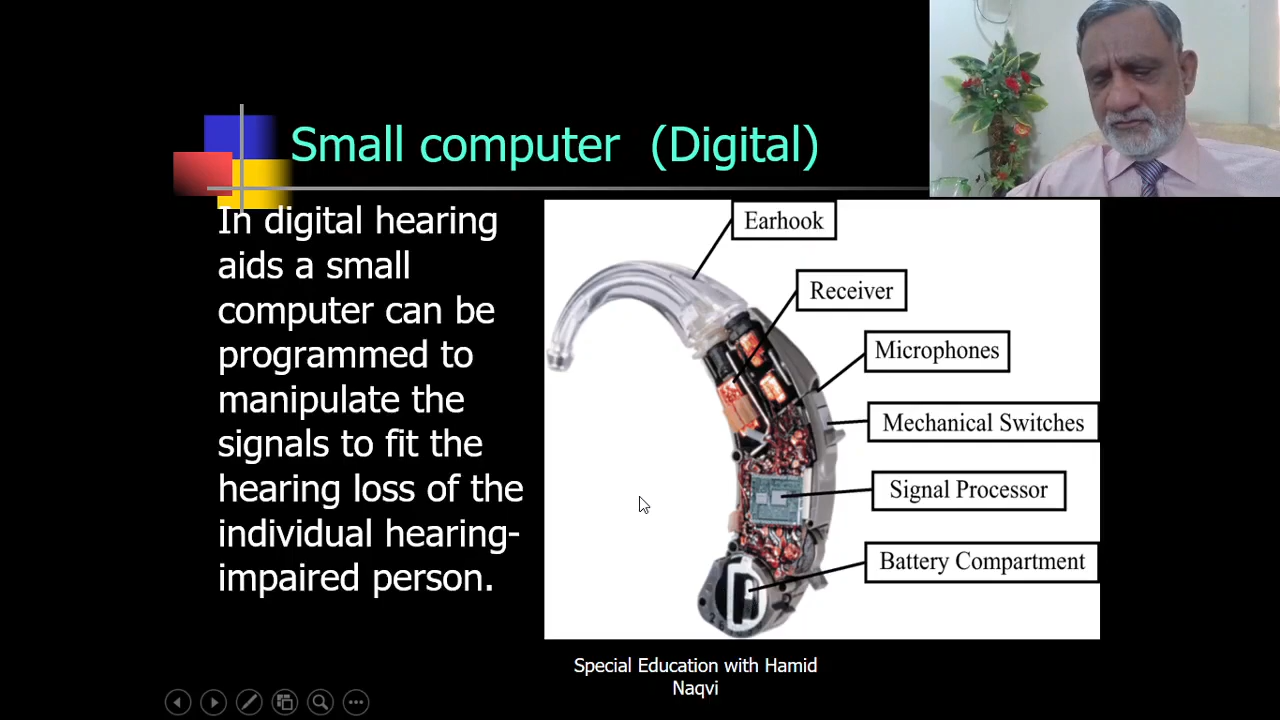 Small computer (Digital)
In digital hearing
aids a small
computer can be
programmed to
manipulate the
signals to fit the
hearing loss of the
individual hearing-
impaired person.
Earhook
Receiver
Microphones
Mechanical Switches
Signal Processor
Battery Compartment
Special Education with Hamid
Naqvi